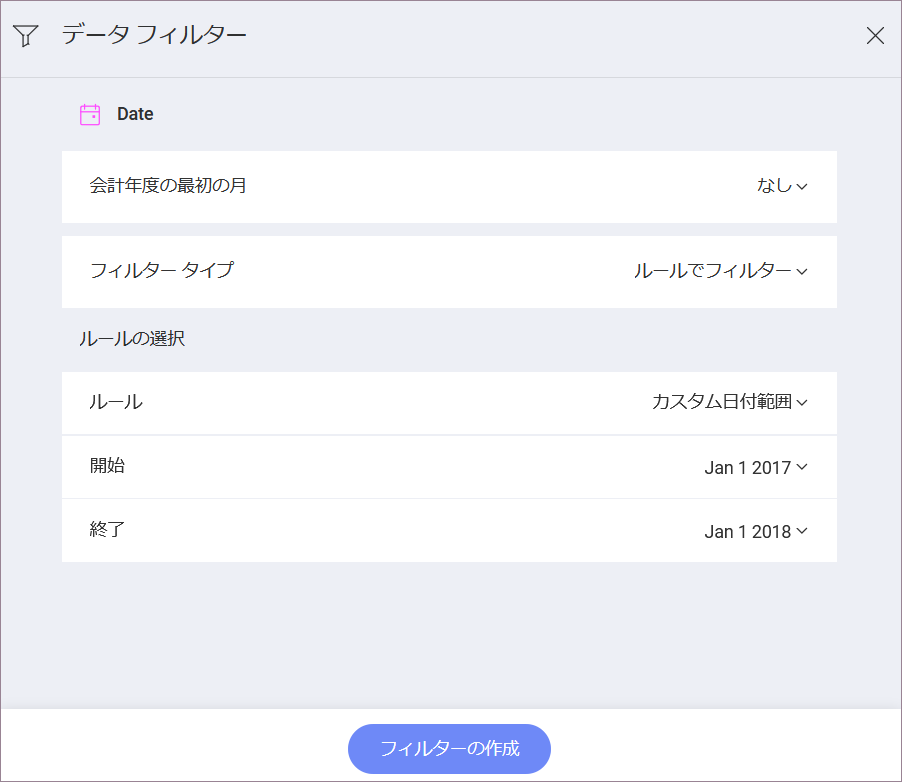 データ フィルター
Date
会計年度の最初の月 なし
フィルター タイプ ルールでフィルター
ルールの選択
ルール カスタム日付範囲
開始 Jan 1 2017
終了 Jan 1 2018
フィルターの作成